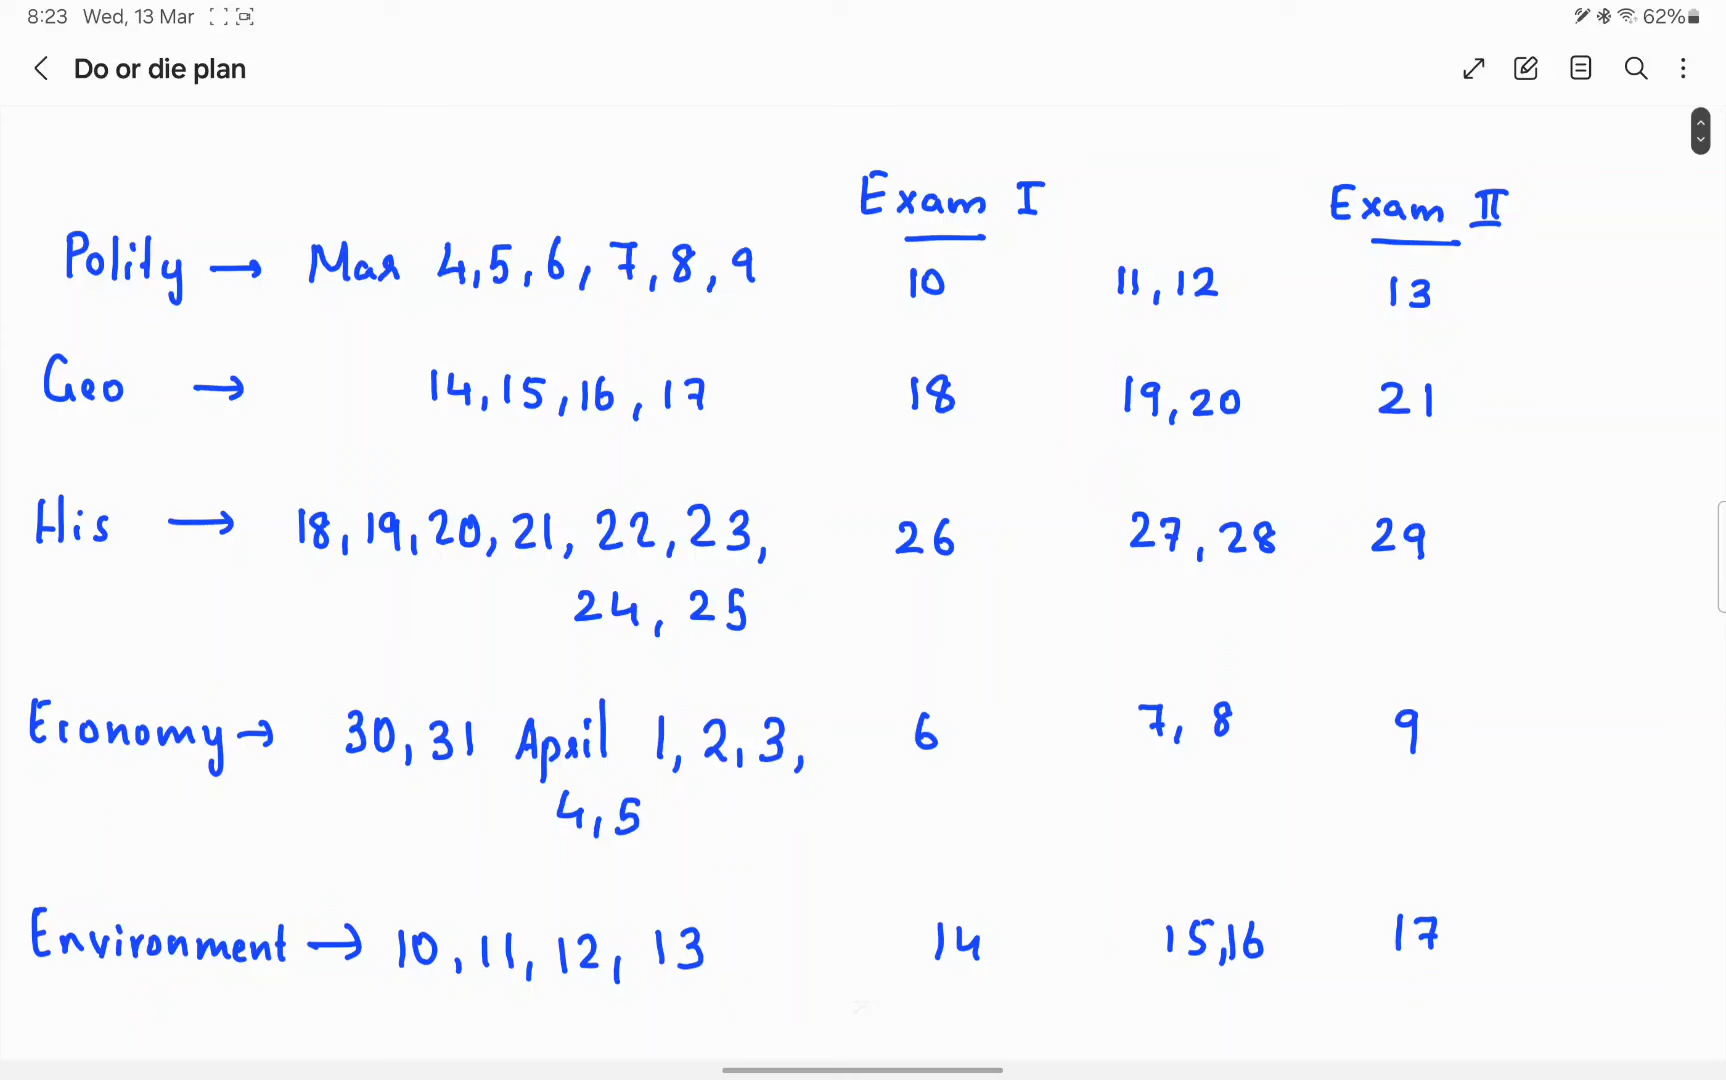 8:23 Wed, 13 Mar 62%
Do or die plan
Exam I Exam II
Polity → Mar 4,5,6,7,8,9 10 11,12 13
Geo → 14,15,16,17 18 19,20 21
His → 18,19,20,21,22,23, 26 27,28 29
24,25
Economy → 30,31 April 1,2,3, 6 7,8 9
4,5
Environment → 10,11,12,13 14 15,16 17